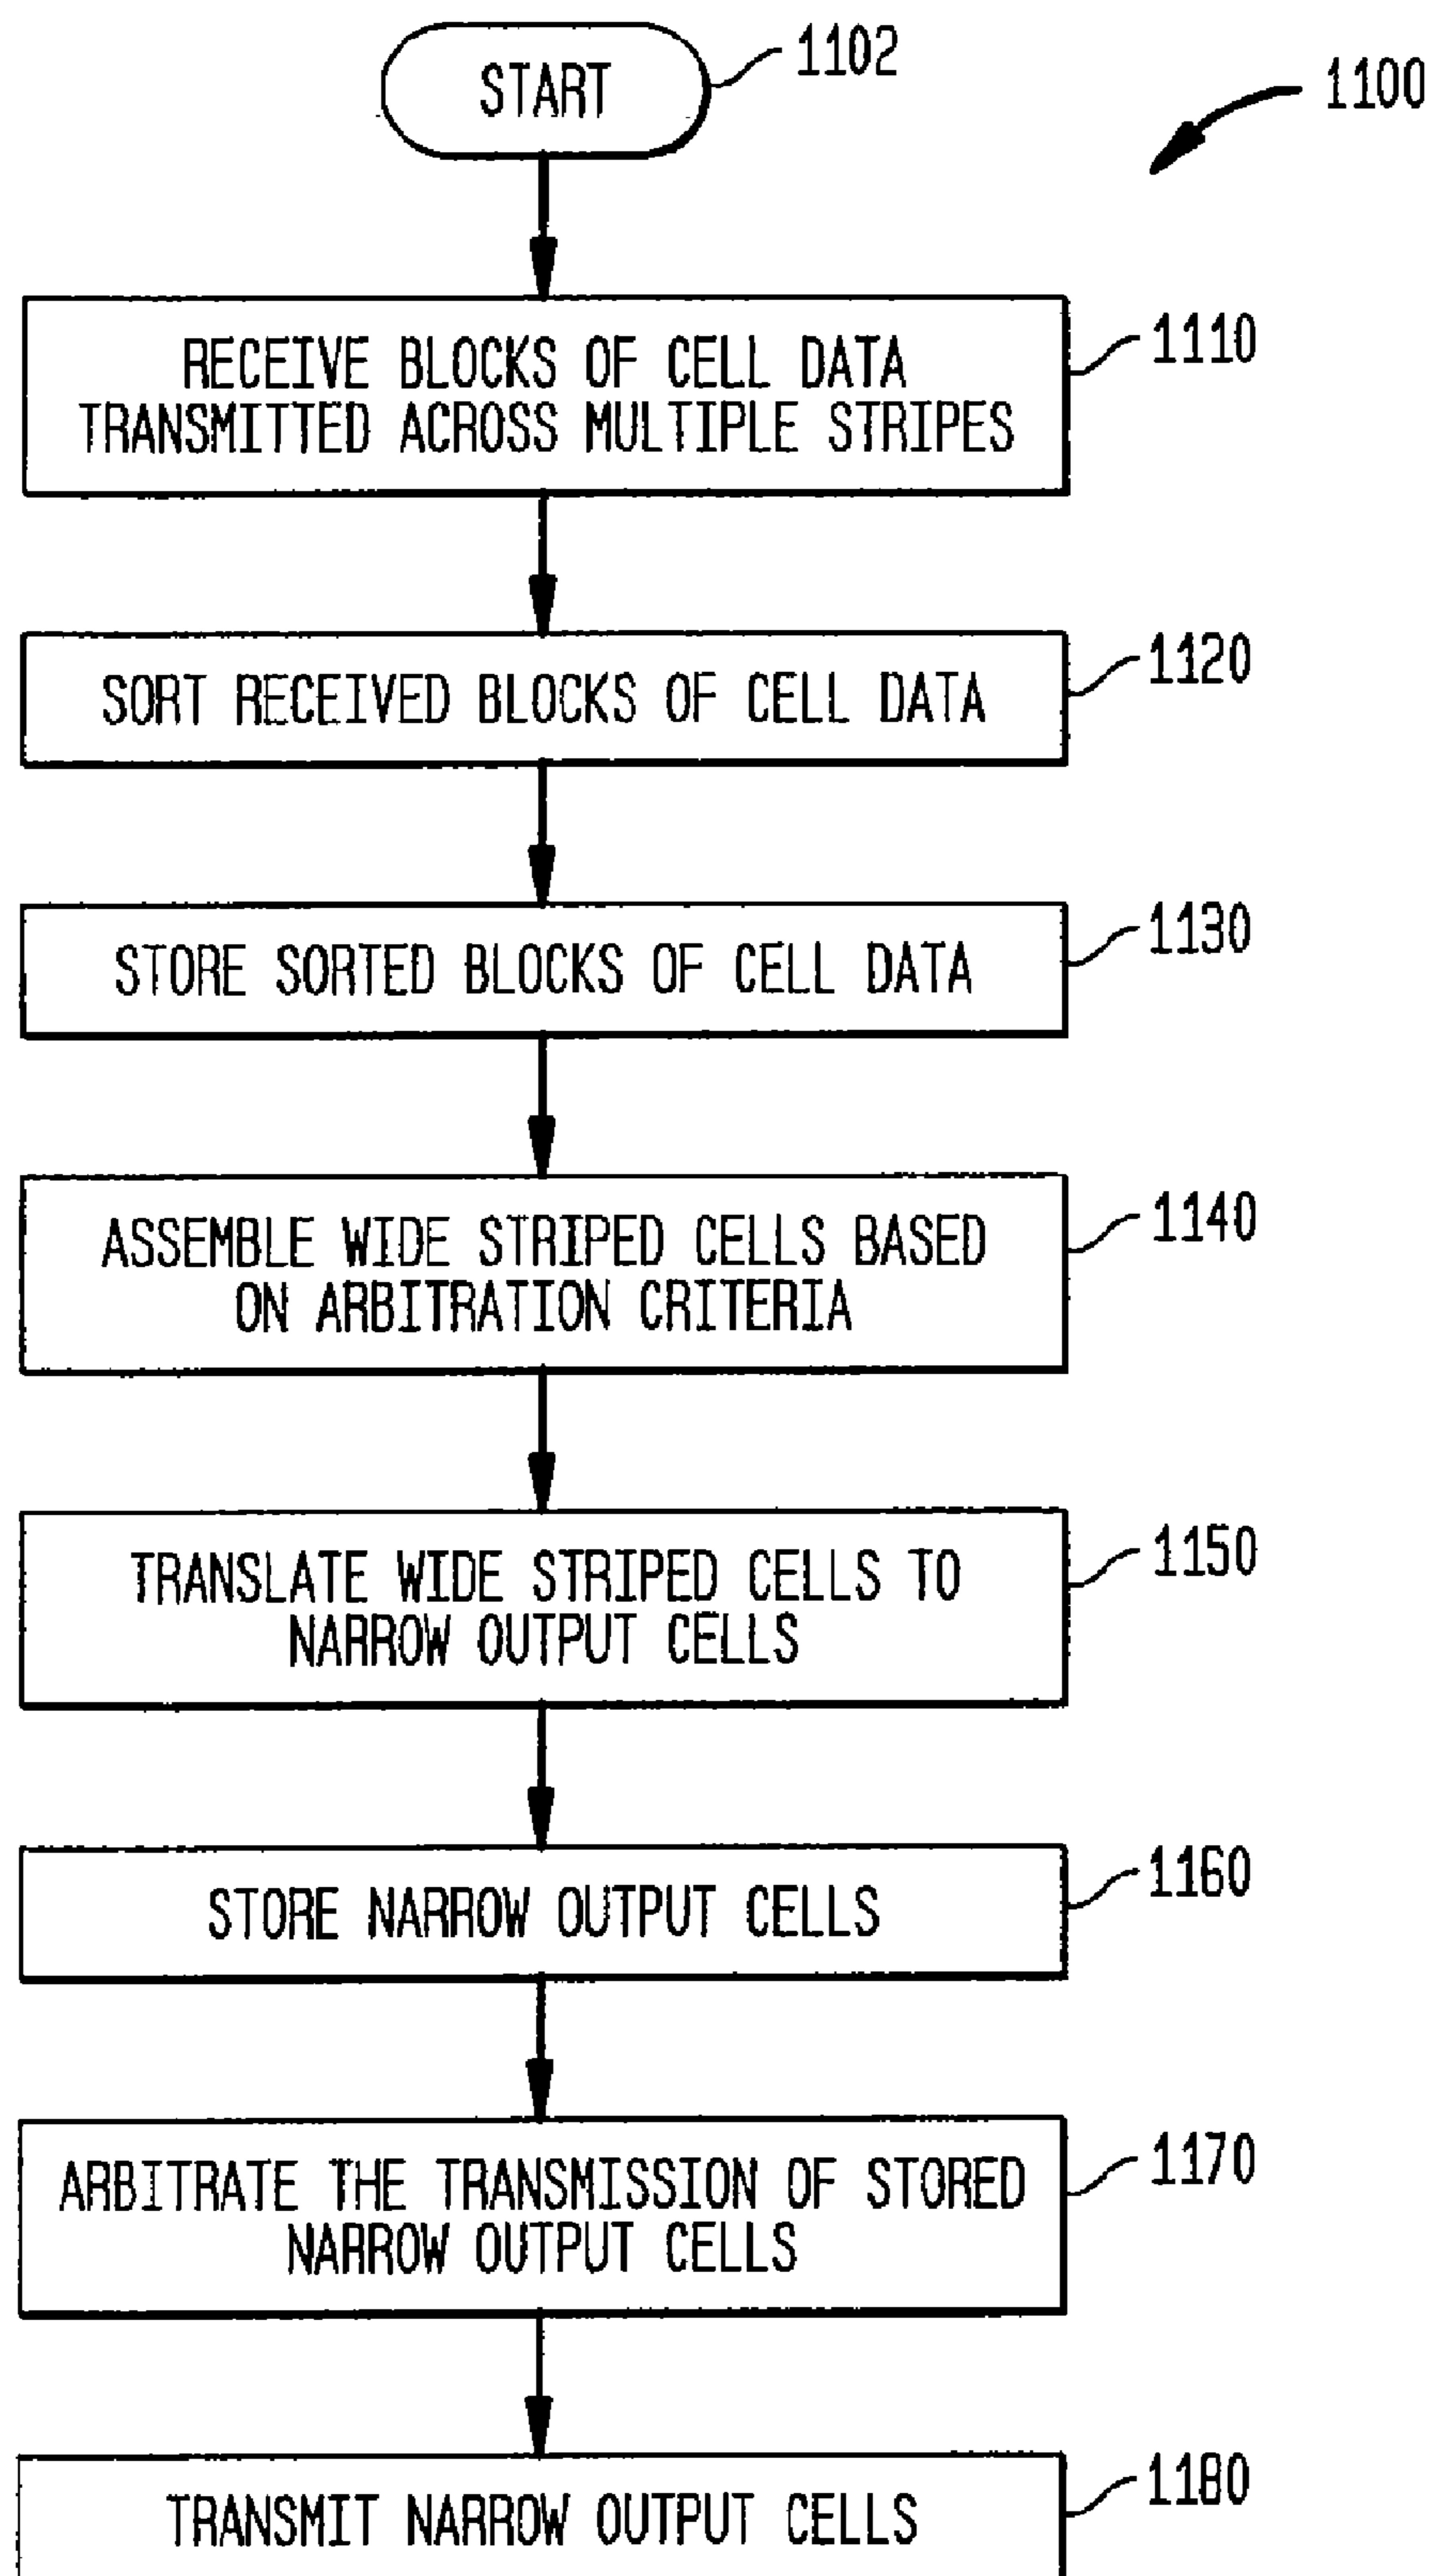 START
1102
1100
RECEIVE BLOCKS OF CELL DATA
TRANSMITTED ACROSS MULTIPLE STRIPES
1110
SORT RECEIVED BLOCKS OF CELL DATA
1120
STORE SORTED BLOCKS OF CELL DATA
1130
ASSEMBLE WIDE STRIPED CELLS BASED
ON ARBITRATION CRITERIA
1140
TRANSLATE WIDE STRIPED CELLS TO
NARROW OUTPUT CELLS
1150
STORE NARROW OUTPUT CELLS
1160
ARBITRATE THE TRANSMISSION OF STORED
NARROW OUTPUT CELLS
1170
TRANSMIT NARROW OUTPUT CELLS
1180